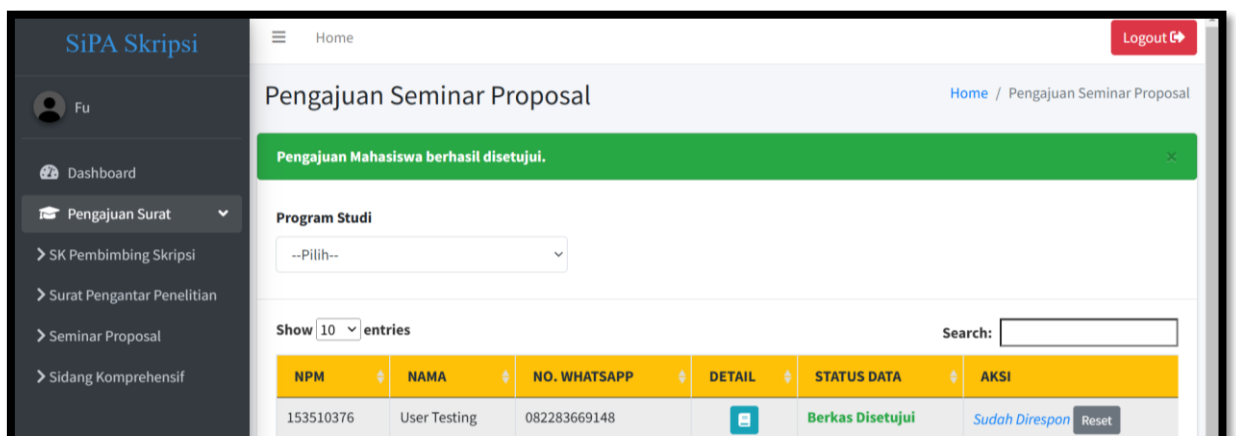 SiPA Skripsi
Home
Logout
Fu
Pengajuan Seminar Proposal
Home / Pengajuan Seminar Proposal
Pengajuan Mahasiswa berhasil disetujui.
×
Dashboard
Pengajuan Surat
SK Pembimbing Skripsi
Surat Pengantar Penelitian
Seminar Proposal
Sidang Komprehensif
Program Studi
--Pilih--
Show 10 entries
Search:
NPM NAMA NO. WHATSAPP DETAIL STATUS DATA AKSI
153510376 User Testing 082283669148 Berkas Disetujui Sudah Direspon Reset